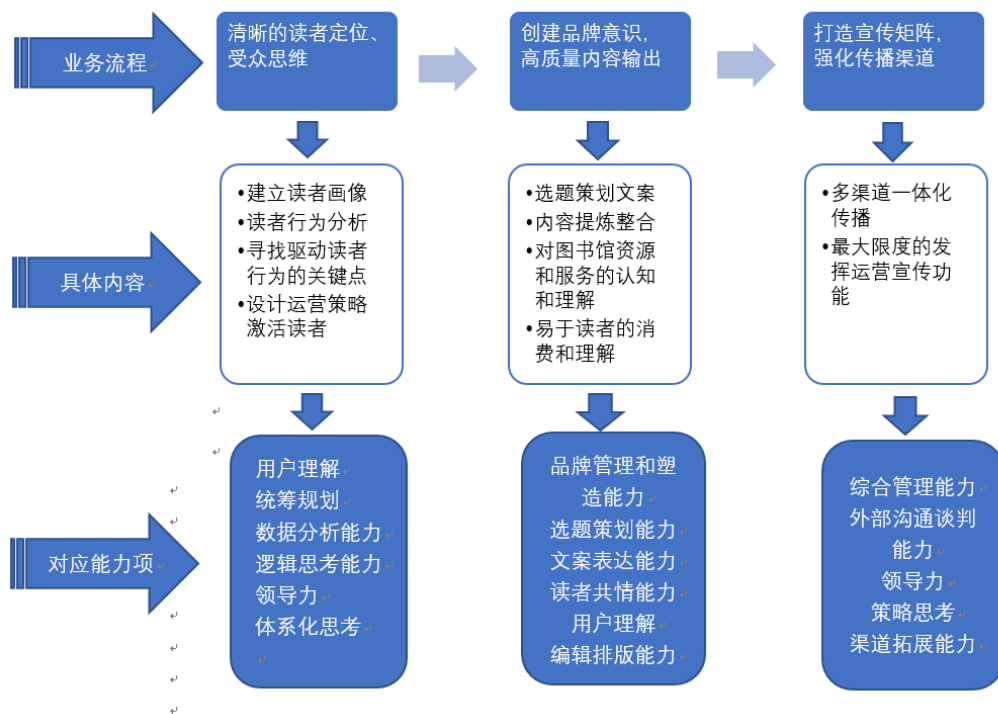 业务流程
清晰的读者定位、
受众思维
创建品牌意识,
高质量内容输出
打造宣传矩阵,
强化传播渠道
具体内容
•建立读者画像
•读者行为分析
•寻找驱动读者
行为的关键点
•设计运营策略
激活读者
•选题策划文案
•内容提炼整合
•对图书馆资源
和服务的认知
和理解
•易于读者的消
费和理解
•多渠道一体化
传播
•最大限度的发
挥运营宣传功
能
对应能力项
用户理解
统筹规划
数据分析能力
逻辑思考能力
领导力
体系化思考
品牌管理和塑
造能力
选题策划能力
文案表达能力
读者共情能力
用户理解
编辑排版能力
综合管理能力
外部沟通谈判
能力
领导力
策略思考
渠道拓展能力